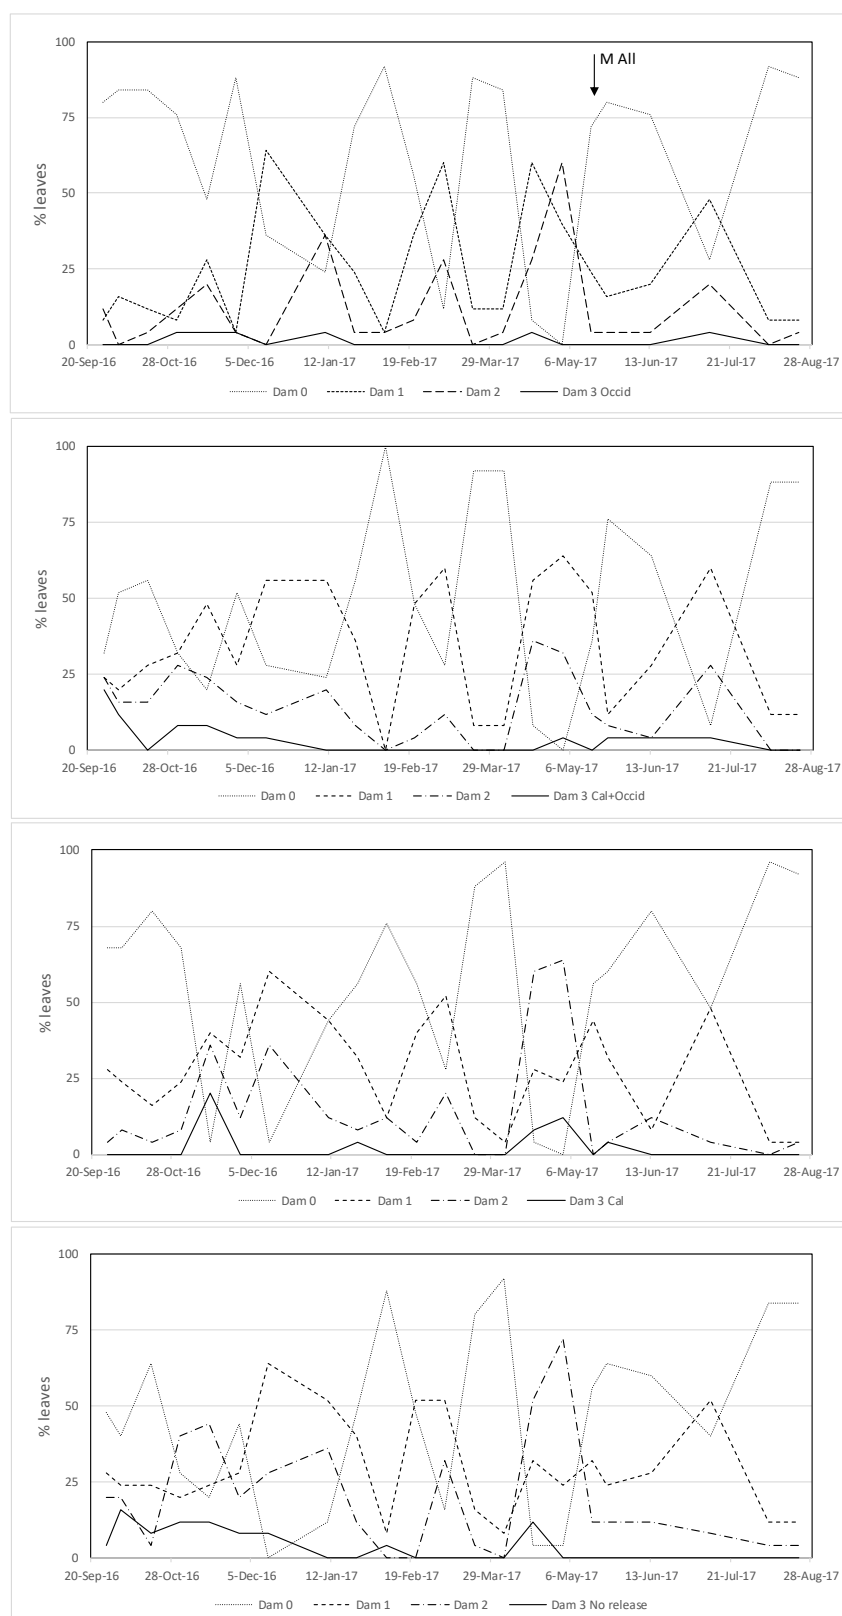 100
M All
75
% leaves
50
25
0
20-Sep-16 28-Oct-16 5-Dec-16 12-Jan-17 19-Feb-17 29-Mar-17 6-May-17 13-Jun-17 21-Jul-17 28-Aug-17
Dam 0 Dam 1 Dam 2 Dam 3 Occid
100
75
% leaves
50
25
0
20-Sep-16 28-Oct-16 5-Dec-16 12-Jan-17 19-Feb-17 29-Mar-17 6-May-17 13-Jun-17 21-Jul-17 28-Aug-17
Dam 0 Dam 1 Dam 2 Dam 3 Cal+Occid
100
75
% leaves
50
25
0
20-Sep-16 28-Oct-16 5-Dec-16 12-Jan-17 19-Feb-17 29-Mar-17 6-May-17 13-Jun-17 21-Jul-17 28-Aug-17
Dam 0 Dam 1 Dam 2 Dam 3 Cal
100
75
% leaves
50
25
0
20-Sep-16 28-Oct-16 5-Dec-16 12-Jan-17 19-Feb-17 29-Mar-17 6-May-17 13-Jun-17 21-Jul-17 28-Aug-17
Dam 0 Dam 1 Dam 2 Dam 3 No release